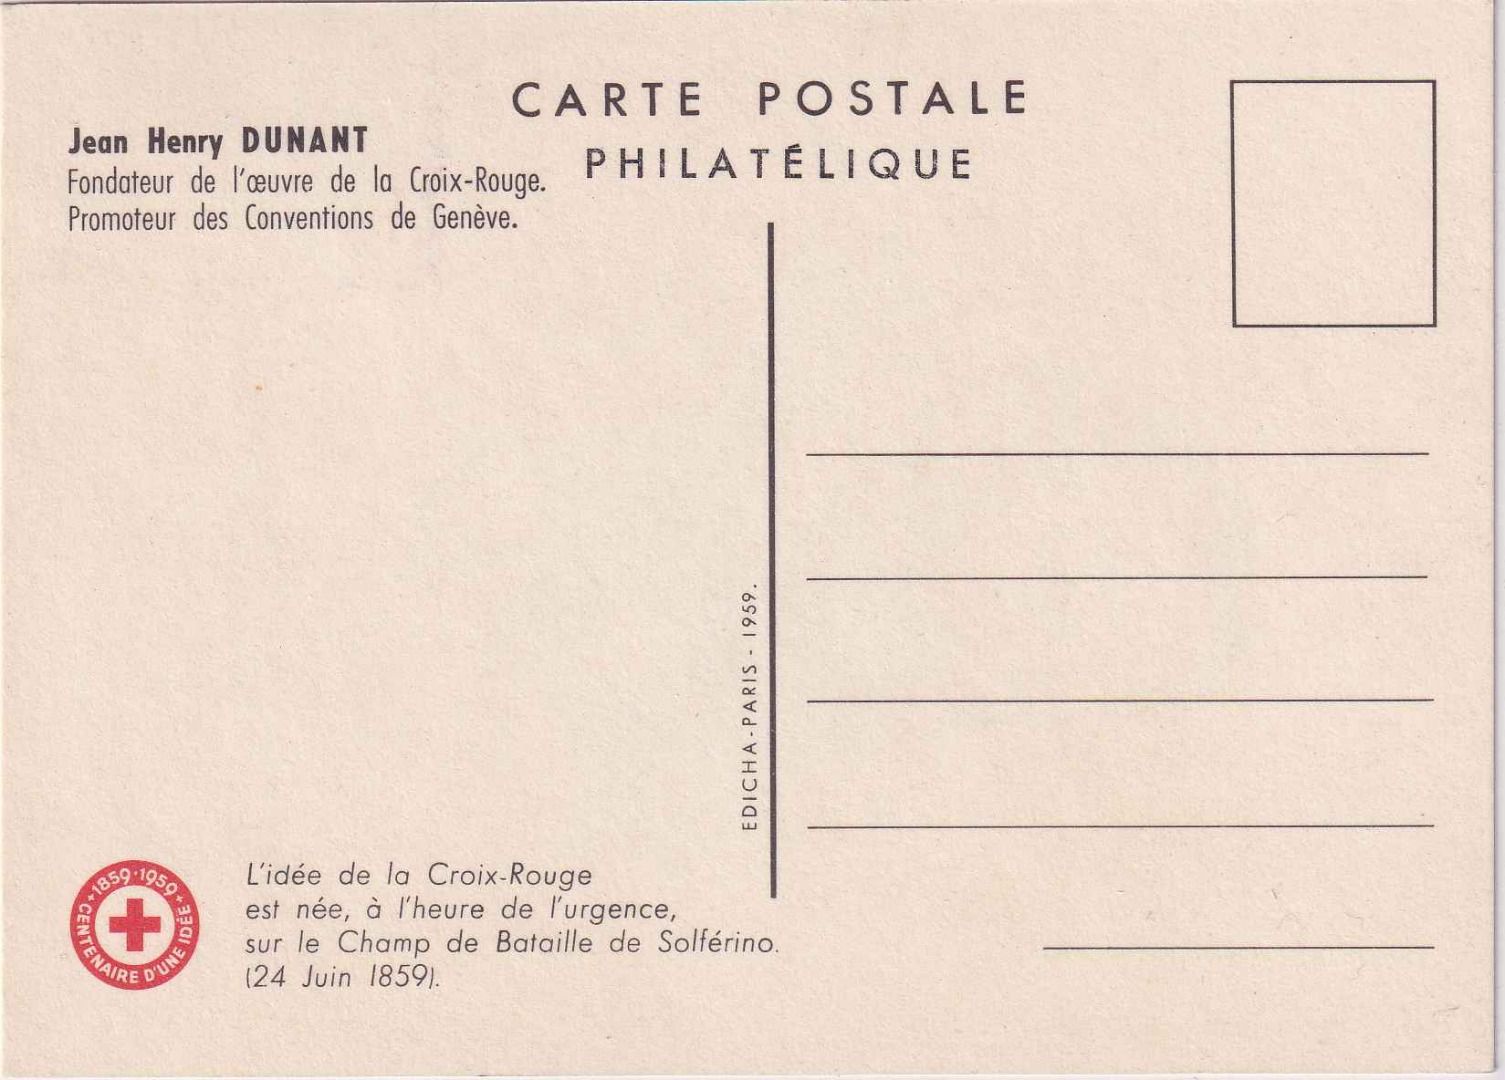 CARTE POSTALE
PHILATÉLIQUE
Jean Henry DUNANT
Fondateur de l'œuvre de la Croix-Rouge.
Promoteur des Conventions de Genève.
EDICHA-PARIS - 1959.
1859·1959
CENTENAIRE D'UNE IDÉE
L'idée de la Croix-Rouge
est née, à l'heure de l'urgence,
sur le Champ de Bataille de Solférino.
(24 Juin 1859).